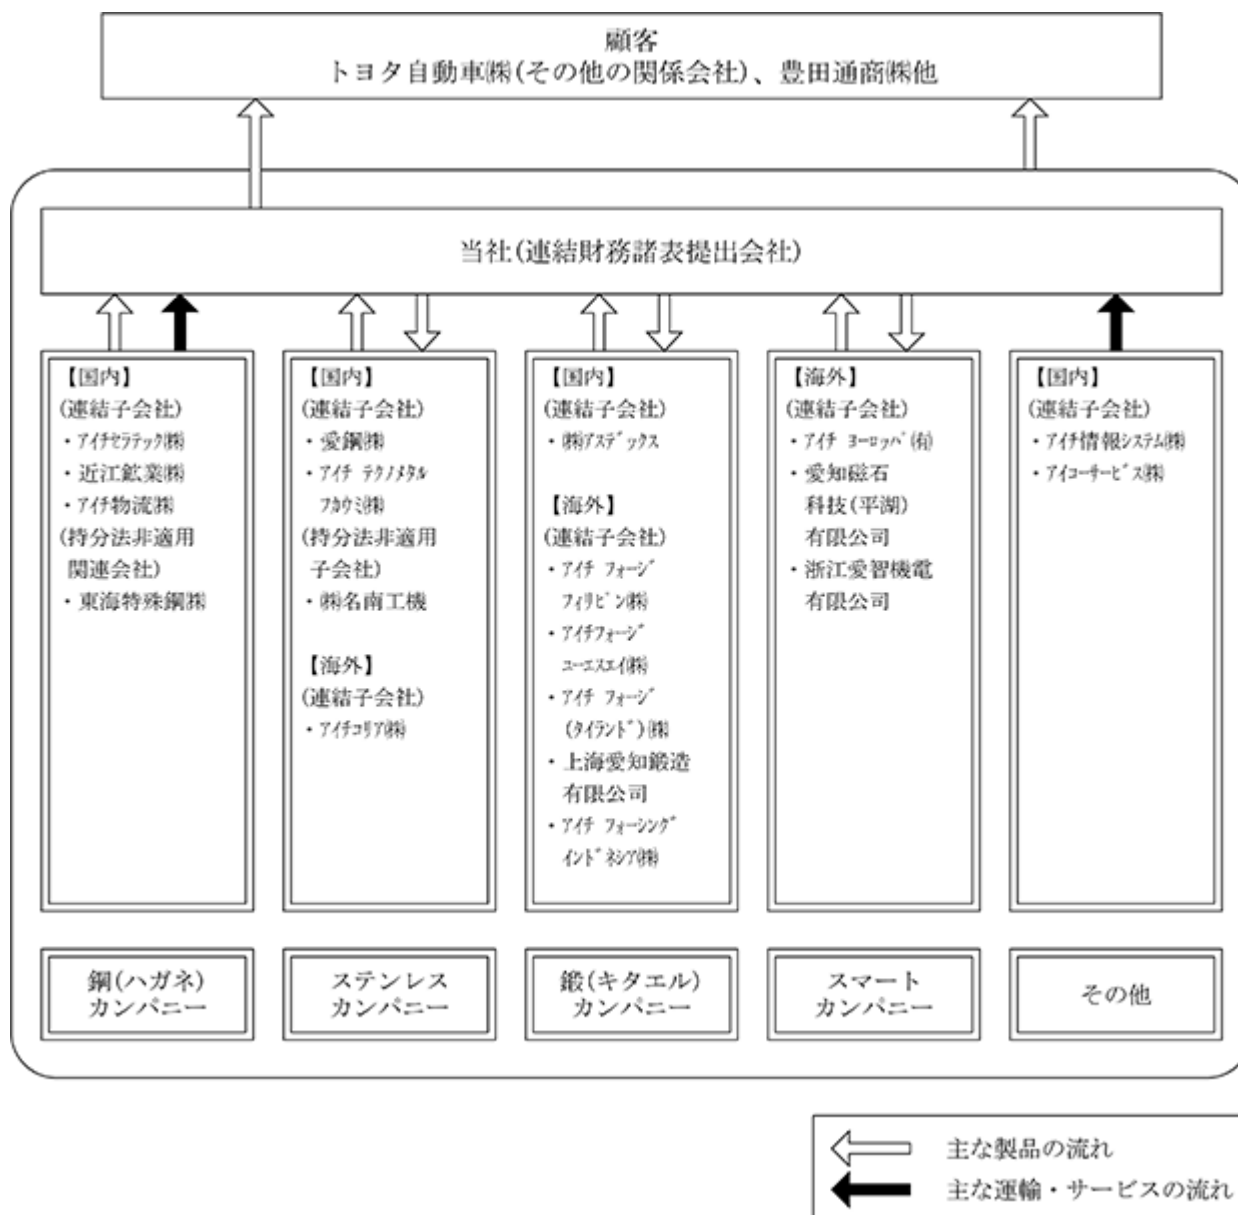 顧客
トヨタ自動車㈱(その他の関係会社)、豊田通商㈱他
当社(連結財務諸表提出会社)
【国内】
(連結子会社)
・ｱｲﾁｾﾗﾃｯｸ㈱
・近江鉱業㈱
・ｱｲﾁ物流㈱
(持分法非適用
関連会社)
・東海特殊鋼㈱
【国内】
(連結子会社)
・愛鋼㈱
・ｱｲﾁ ﾃｸﾉﾒﾀﾙ
ﾌｶｳﾐ㈱
(持分法非適用
子会社)
・㈱名南工機
【海外】
(連結子会社)
・ｱｲﾁｺﾘｱ㈱
【国内】
(連結子会社)
・㈱ｱｽﾃﾞｯｸｽ
【海外】
(連結子会社)
・ｱｲﾁ ﾌｫｰｼﾞ
ﾌｨﾘﾋﾟﾝ㈱
・ｱｲﾁﾌｫｰｼﾞ
ﾕｰｴｽｴｲ㈱
・ｱｲﾁ ﾌｫｰｼﾞ
(ﾀｲﾗﾝﾄﾞ)㈱
・上海愛知鍛造
有限公司
・ｱｲﾁ ﾌｫｰｼﾝｸﾞ
ｲﾝﾄﾞﾈｼｱ㈱
【海外】
(連結子会社)
・ｱｲﾁ ﾖｰﾛｯﾊﾟ(有)
・愛知磁石
科技(平湖)
有限公司
・浙江愛智機電
有限公司
【国内】
(連結子会社)
・ｱｲﾁ情報ｼｽﾃﾑ㈱
・ｱｲｺｰｻｰﾋﾞｽ㈱
鋼(ハガネ)
カンパニー
ステンレス
カンパニー
鍛(キタエル)
カンパニー
スマート
カンパニー
その他
主な製品の流れ
主な運輸・サービスの流れ